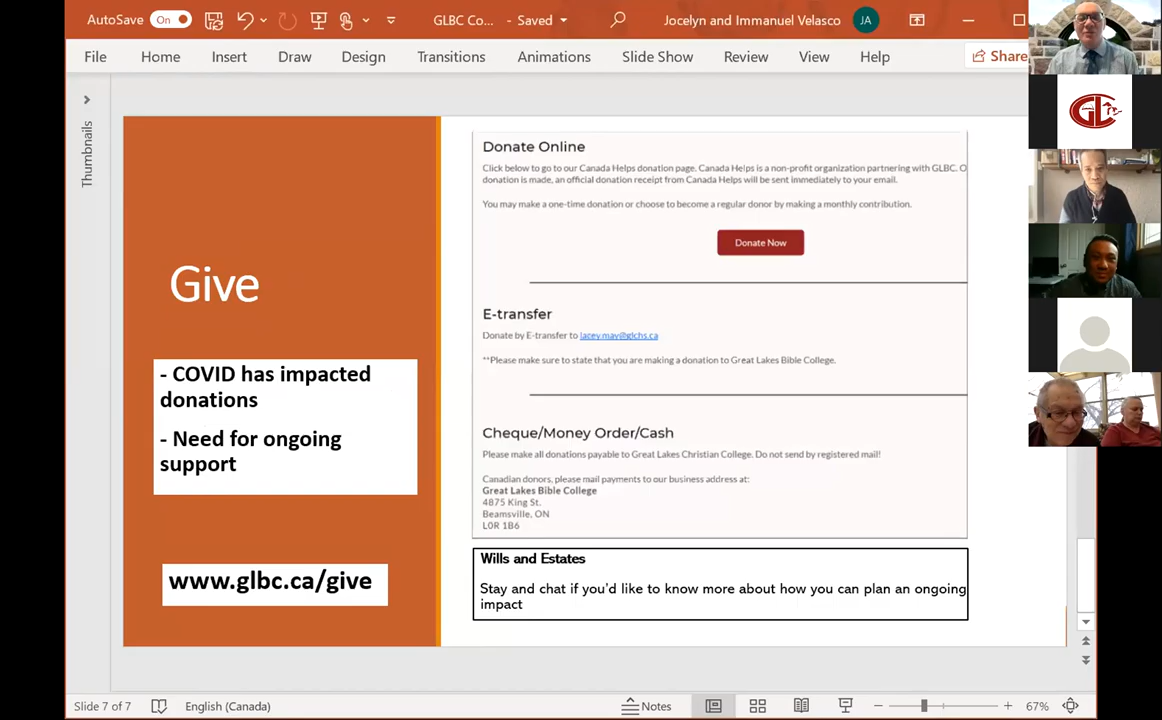 AutoSave On GLBC Co... - Saved Jocelyn and Immanuel Velasco JA
File Home Insert Draw Design Transitions Animations Slide Show Review View Help Share
Thumbnails
Give
- COVID has impacted
donations
- Need for ongoing
support
www.glbc.ca/give
Donate Online
Click below to go to our Canada Helps donation page. Canada Helps is a non-profit organization partnering with GLBC. O
donation is made, an official donation receipt from Canada Helps will be sent immediately to your email.
You may make a one-time donation or choose to become a regular donor by making a monthly contribution.
Donate Now
E-transfer
Donate by E-transfer to lacey.may@glchs.ca
**Please make sure to state that you are making a donation to Great Lakes Bible College.
Cheque/Money Order/Cash
Please make all donations payable to Great Lakes Christian College. Do not send by registered mail!
Canadian donors, please mail payments to our business address at:
Great Lakes Bible College
4875 King St.
Beamsville, ON
L0R 1B6
Wills and Estates
Stay and chat if you'd like to know more about how you can plan an ongoing
impact
GL
Slide 7 of 7 English (Canada) Notes 67%